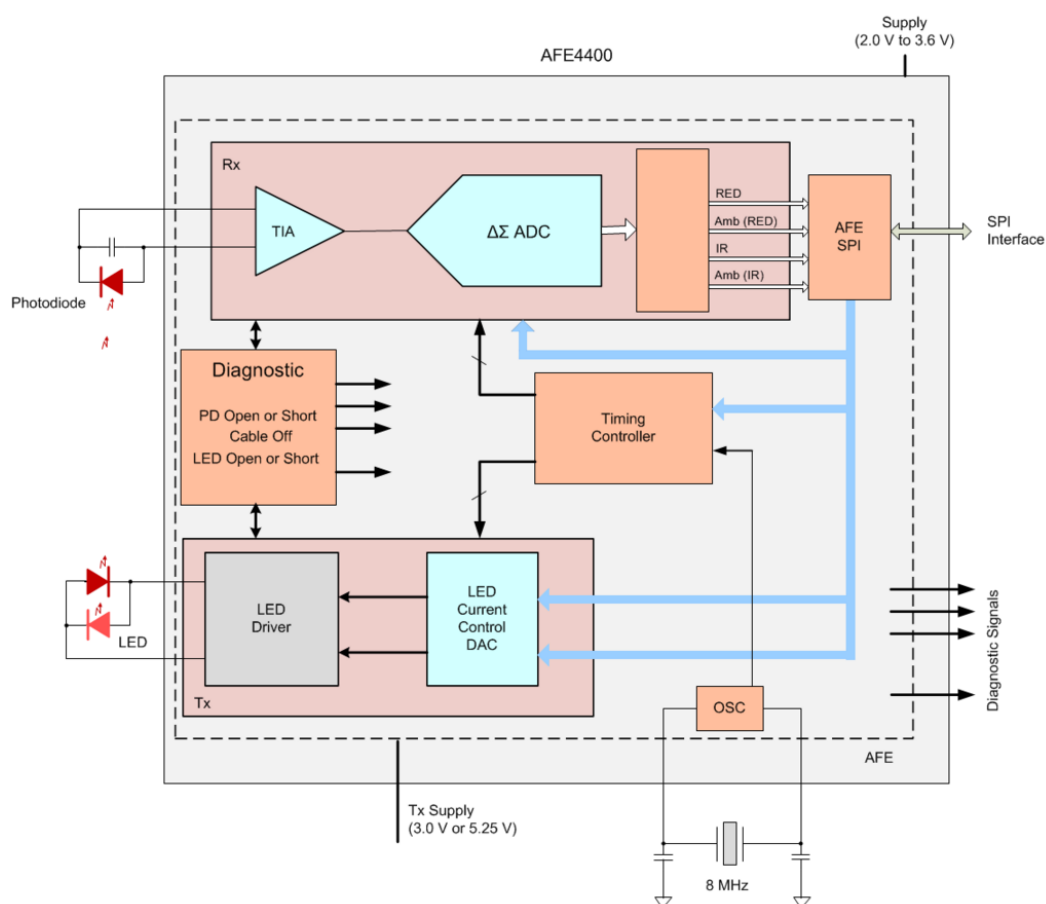 Supply
(2.0 V to 3.6 V)
AFE4400
Rx
TIA
ΔΣ ADC
RED
Amb (RED)
IR
Amb (IR)
AFE
SPI
SPI
Interface
Photodiode
Diagnostic
PD Open or Short
Cable Off
LED Open or Short
Timing
Controller
LED
Driver
LED
Current
Control
DAC
LED
Tx
OSC
Diagnostic Signals
AFE
Tx Supply
(3.0 V or 5.25 V)
8 MHz